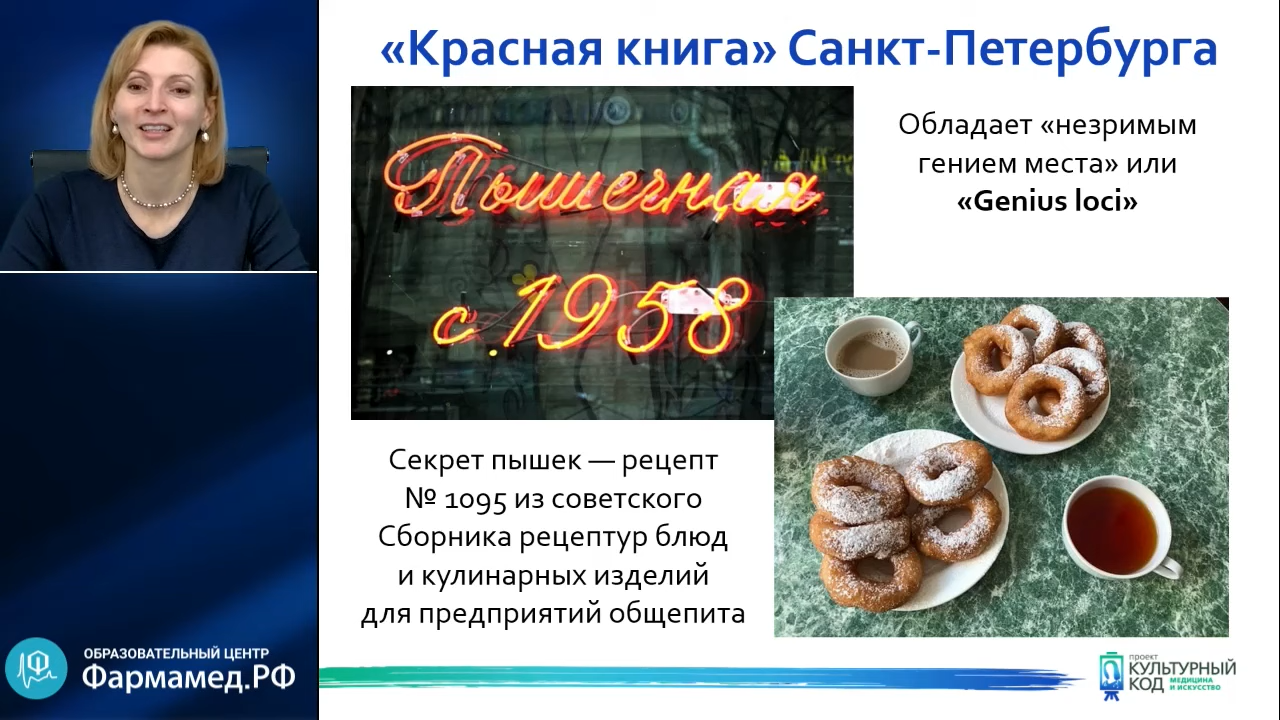 «Красная книга» Санкт-Петербурга
Пышечная
с.1958
Обладает «незримым
гением места» или
«Genius loci»
Секрет пышек — рецепт
№ 1095 из советского
Сборника рецептур блюд
и кулинарных изделий
для предприятий общепита
ОБРАЗОВАТЕЛЬНЫЙ ЦЕНТР
Фармамед.РФ
проект
КУЛЬТУРНЫЙ
КОД
МЕДИЦИНА
И ИСКУССТВО